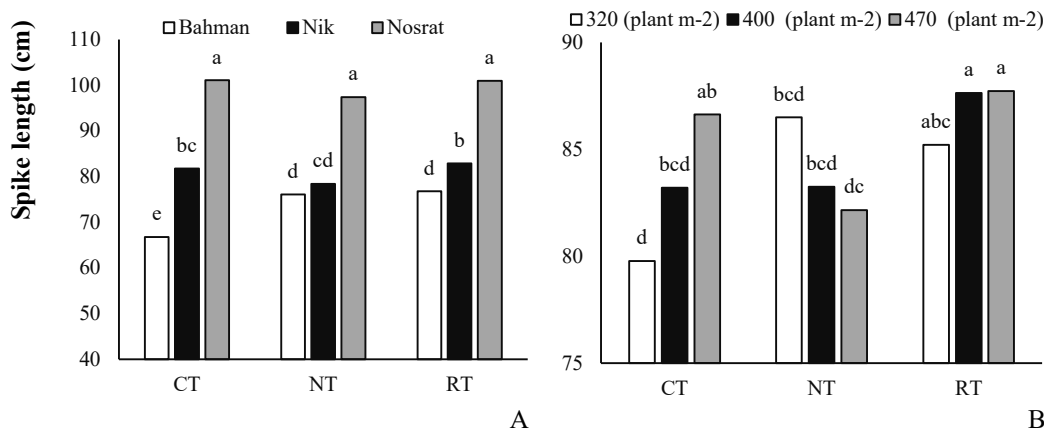 Bahman Nik Nosrat
Spike length (cm)
110
100
90
80
70
60
50
40
e
bc
a
d
cd
a
d
b
a
CT NT RT
A
320 (plant m-2) 400 (plant m-2) 470 (plant m-2)
90
85
80
75
d
bcd
ab
bcd
bcd
dc
abc
a
a
CT NT RT
B